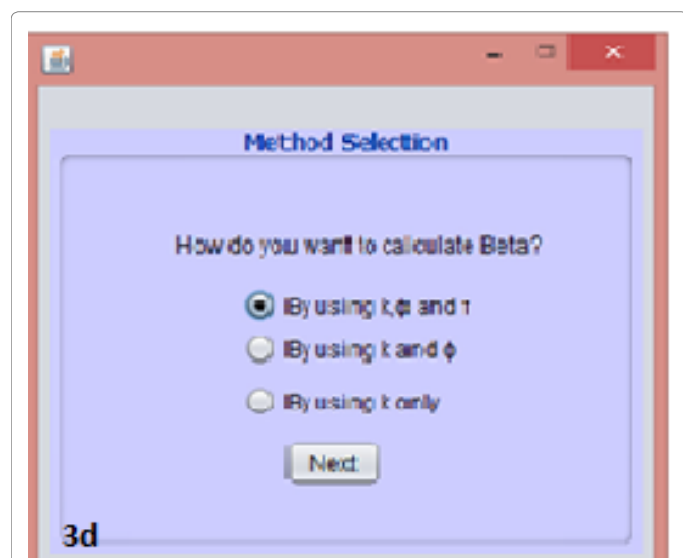 Method Selection
How do you want to calculate Beta?
By using k,φ and τ
By using k and φ
By using k only
Next
3d